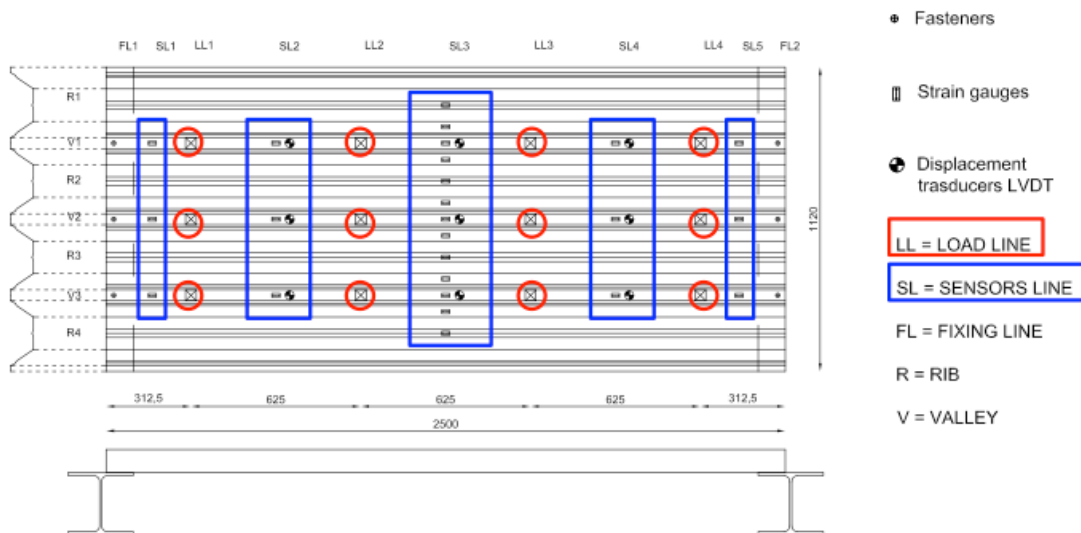 FL1 SL1 LL1 SL2 LL2 SL3 LL3 SL4 LL4 SL5 FL2
R1
V1
R2
V2
R3
V3
R4
1120
312,5 625 625 625 312,5
2500
Fasteners
Strain gauges
Displacement
trasducers LVDT
LL = LOAD LINE
SL = SENSORS LINE
FL = FIXING LINE
R = RIB
V = VALLEY